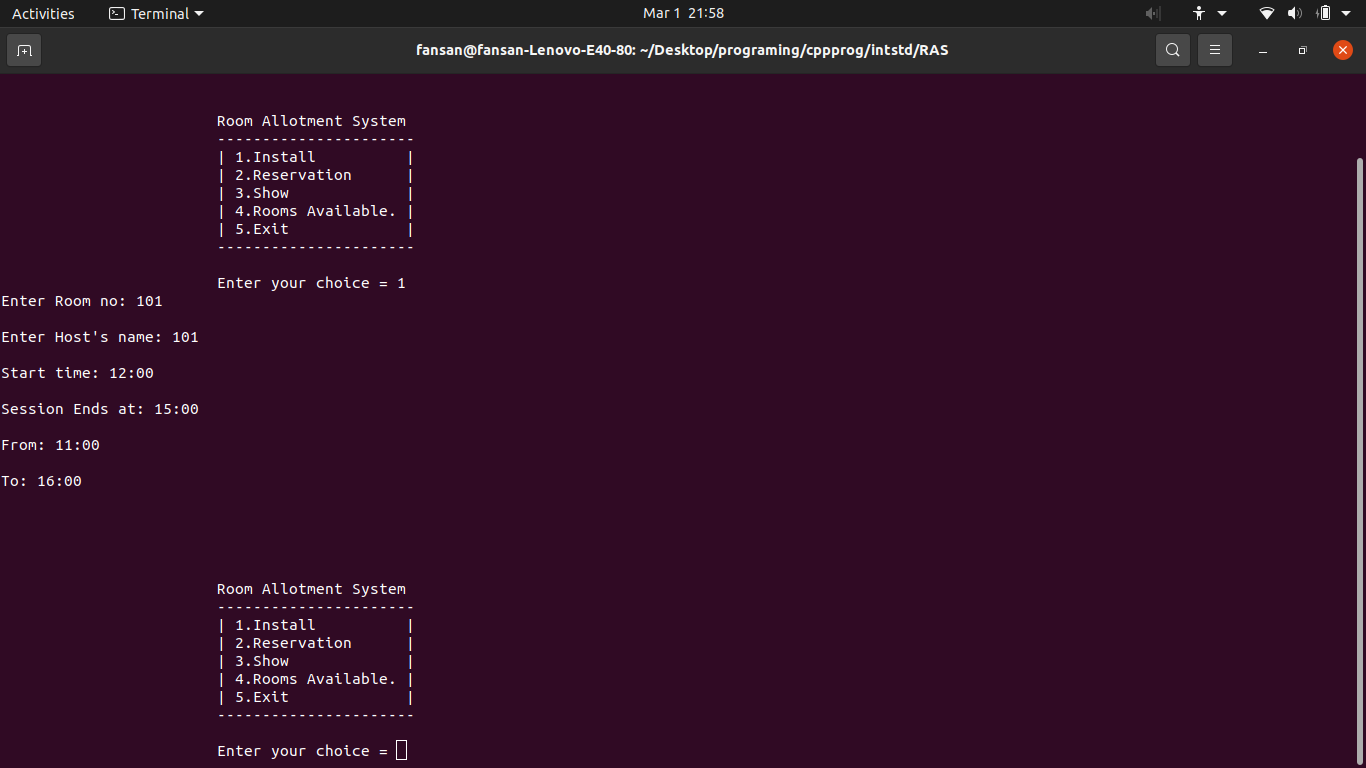 Activities Terminal Mar 1 21:58
fansan@fansan-Lenovo-E40-80: ~/Desktop/programing/cppprog/intstd/RAS
Room Allotment System
----------------------
| 1.Install          |
| 2.Reservation      |
| 3.Show             |
| 4.Rooms Available. |
| 5.Exit             |
----------------------
Enter your choice = 1
Enter Room no: 101
Enter Host's name: 101
Start time: 12:00
Session Ends at: 15:00
From: 11:00
To: 16:00
Room Allotment System
----------------------
| 1.Install          |
| 2.Reservation      |
| 3.Show             |
| 4.Rooms Available. |
| 5.Exit             |
----------------------
Enter your choice =